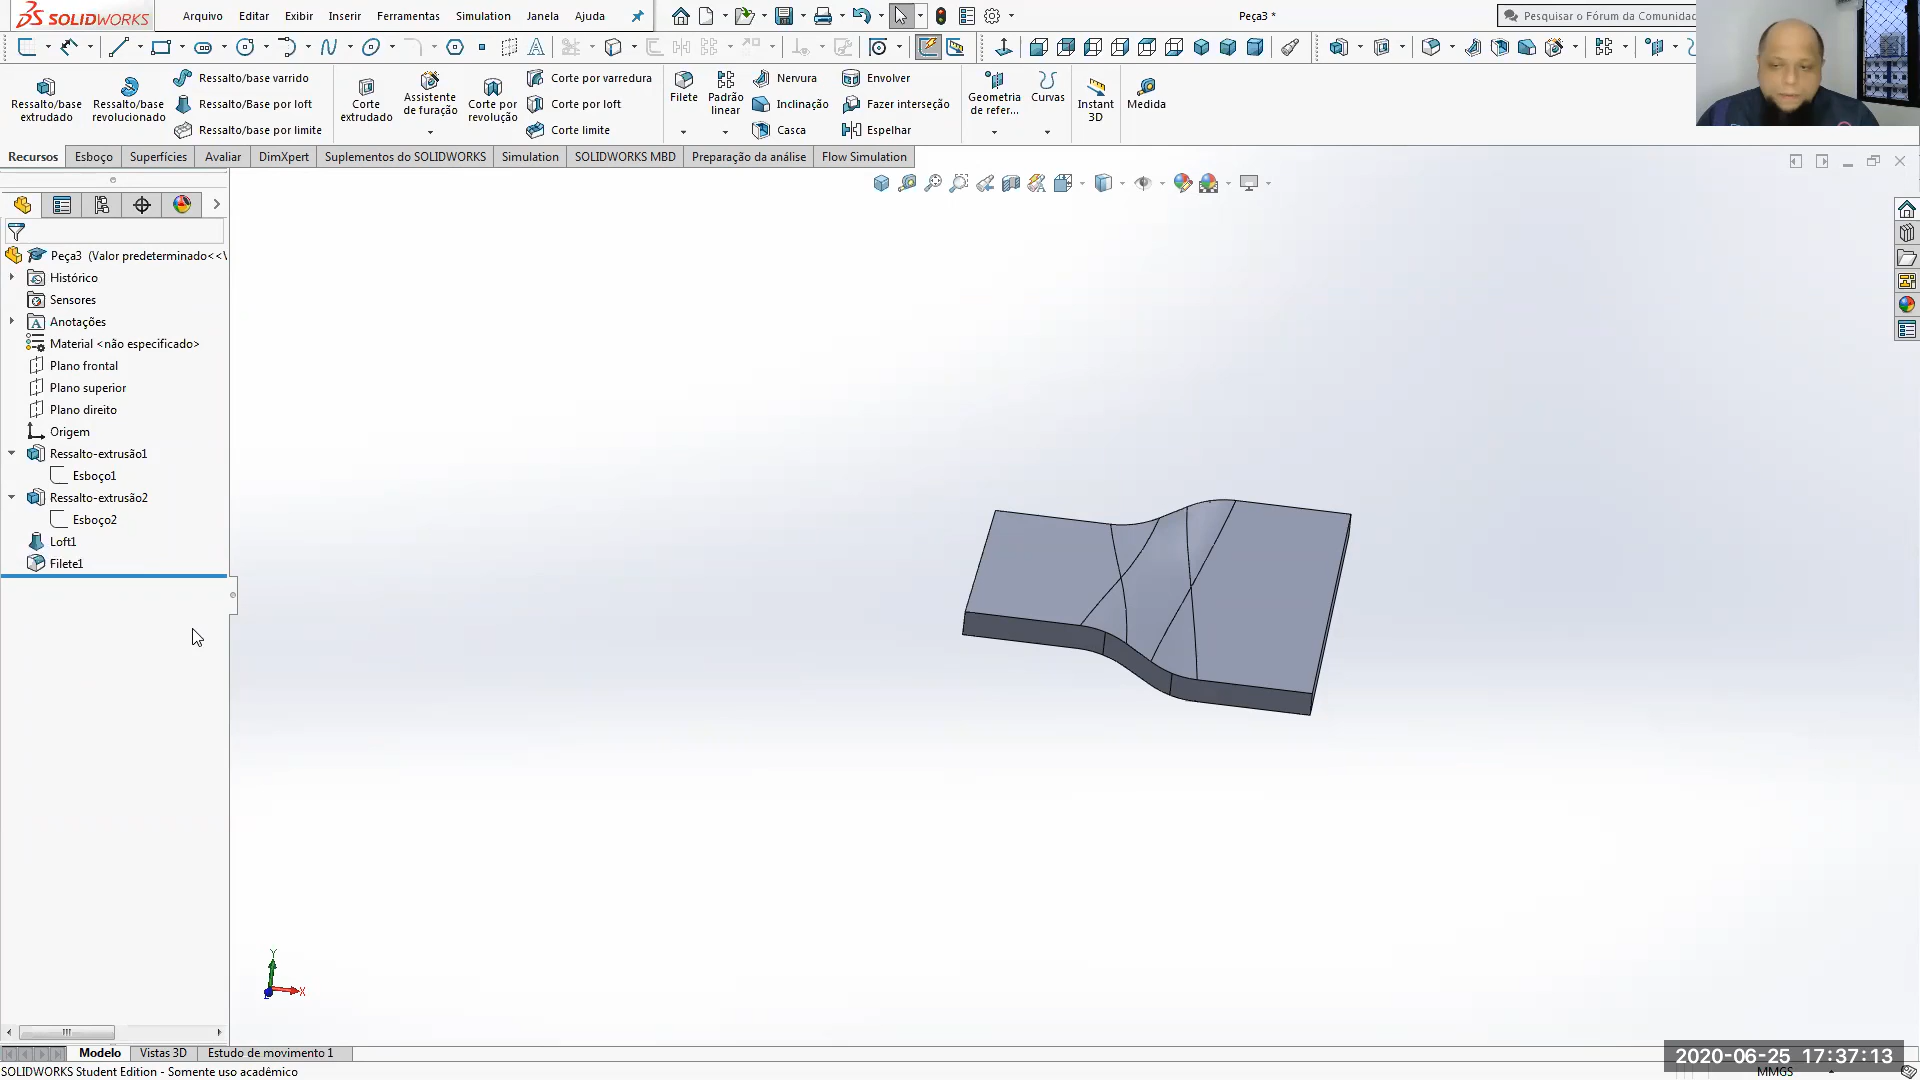 SOLIDWORKS Arquivo Editar Exibir Inserir Ferramentas Simulation Janela Ajuda Peça3 * Pesquisar o Fórum da Comunidad
Ressalto/base extrudado
Ressalto/base revolucionado
Ressalto/base varrido
Ressalto/Base por loft
Ressalto/Base por limite
Corte extrudado
Assistente de furação
Corte por revolução
Corte por varredura
Corte por loft
Corte limite
Filete
Padrão linear
Nervura
Inclinação
Casca
Envolver
Fazer interseção
Espelhar
Geometria de refer...
Curvas
Instant 3D
Medida
Recursos Esboço Superfícies Avaliar DimXpert Suplementos do SOLIDWORKS Simulation SOLIDWORKS MBD Preparação da análise Flow Simulation
Peça3 (Valor predeterminado<<\
Histórico
Sensores
Anotações
Material <não especificado>
Plano frontal
Plano superior
Plano direito
Origem
Ressalto-extrusão1
Esboço1
Ressalto-extrusão2
Esboço2
Loft1
Filete1
Y
X
Modelo Vistas 3D Estudo de movimento 1
2020-06-25 17:37:13
SOLIDWORKS Student Edition - Somente uso acadêmico MMGS